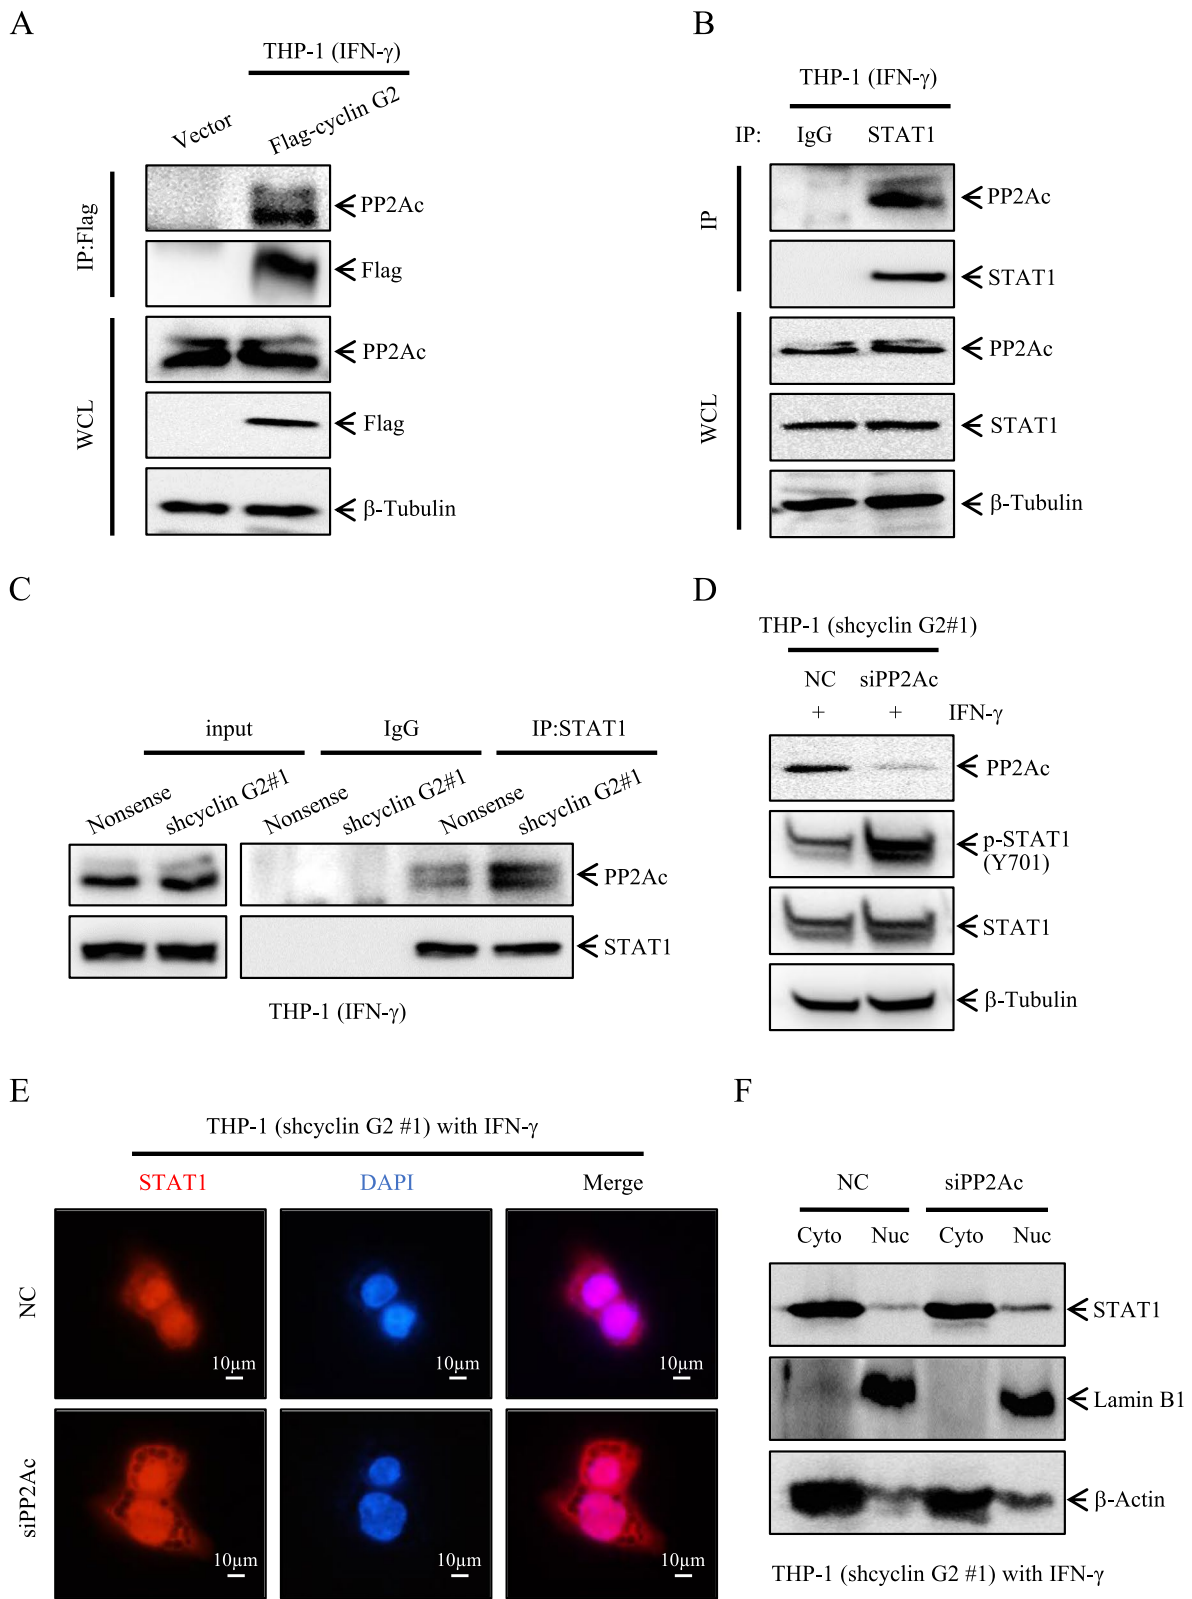 A
THP-1 (IFN-γ)
Vector
Flag-cyclin G2
IP:Flag
PP2Ac
Flag
WCL
PP2Ac
Flag
β-Tubulin
B
THP-1 (IFN-γ)
IP: IgG STAT1
IP
PP2Ac
STAT1
WCL
PP2Ac
STAT1
β-Tubulin
C
input IgG IP:STAT1
Nonsense shcyclin G2#1 Nonsense shcyclin G2#1 Nonsense shcyclin G2#1
PP2Ac
STAT1
THP-1 (IFN-γ)
D
THP-1 (shcyclin G2#1)
NC siPP2Ac
+ + IFN-γ
PP2Ac
p-STAT1
(Y701)
STAT1
β-Tubulin
E
THP-1 (shcyclin G2 #1) with IFN-γ
STAT1 DAPI Merge
NC
10μm 10μm 10μm
siPP2Ac
10μm 10μm 10μm
F
NC siPP2Ac
Cyto Nuc Cyto Nuc
STAT1
Lamin B1
β-Actin
THP-1 (shcyclin G2 #1) with IFN-γ